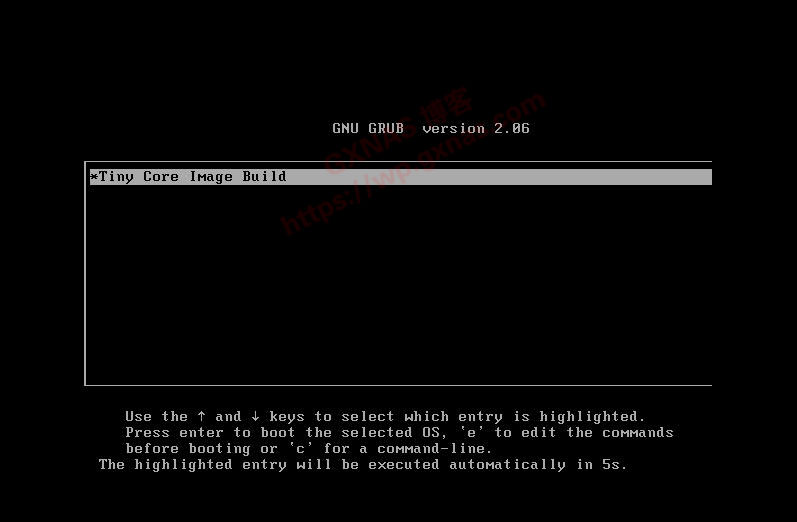 GXNAS 博客
https://wp.gxnas.com
GNU GRUB version 2.06
*Tiny Core Image Build
Use the ↑ and ↓ keys to select which entry is highlighted.
Press enter to boot the selected OS, `e' to edit the commands
before booting or `c' for a command-line.
The highlighted entry will be executed automatically in 5s.